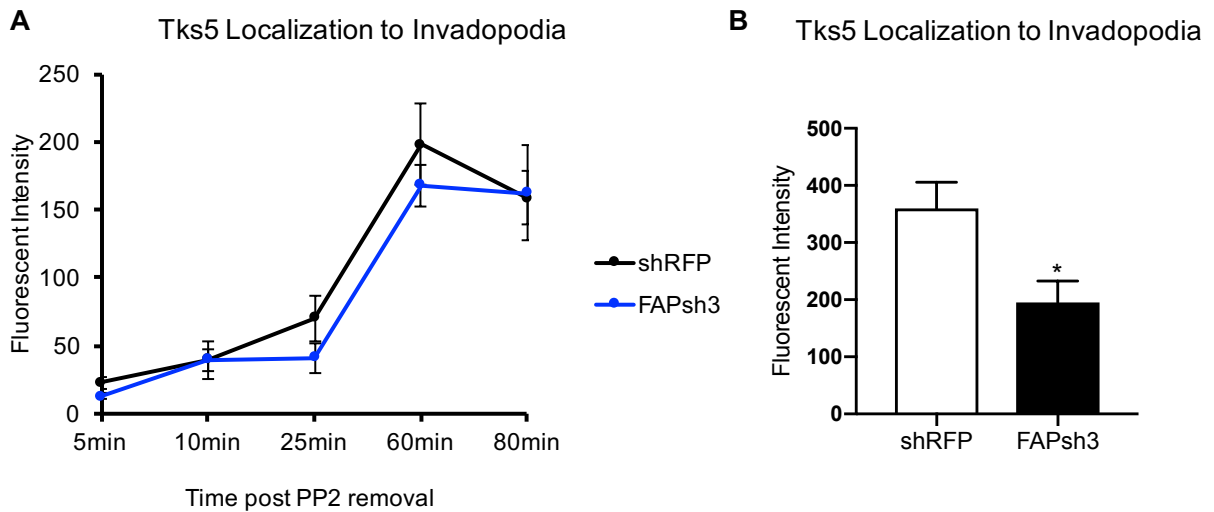 A
Tks5 Localization to Invadopodia
250
200
150
100
50
0
Fluorescent Intensity
5min
10min
25min
60min
80min
Time post PP2 removal
shRFP
FAPsh3
B
Tks5 Localization to Invadopodia
500
400
300
200
100
0
Fluorescent Intensity
*
shRFP
FAPsh3